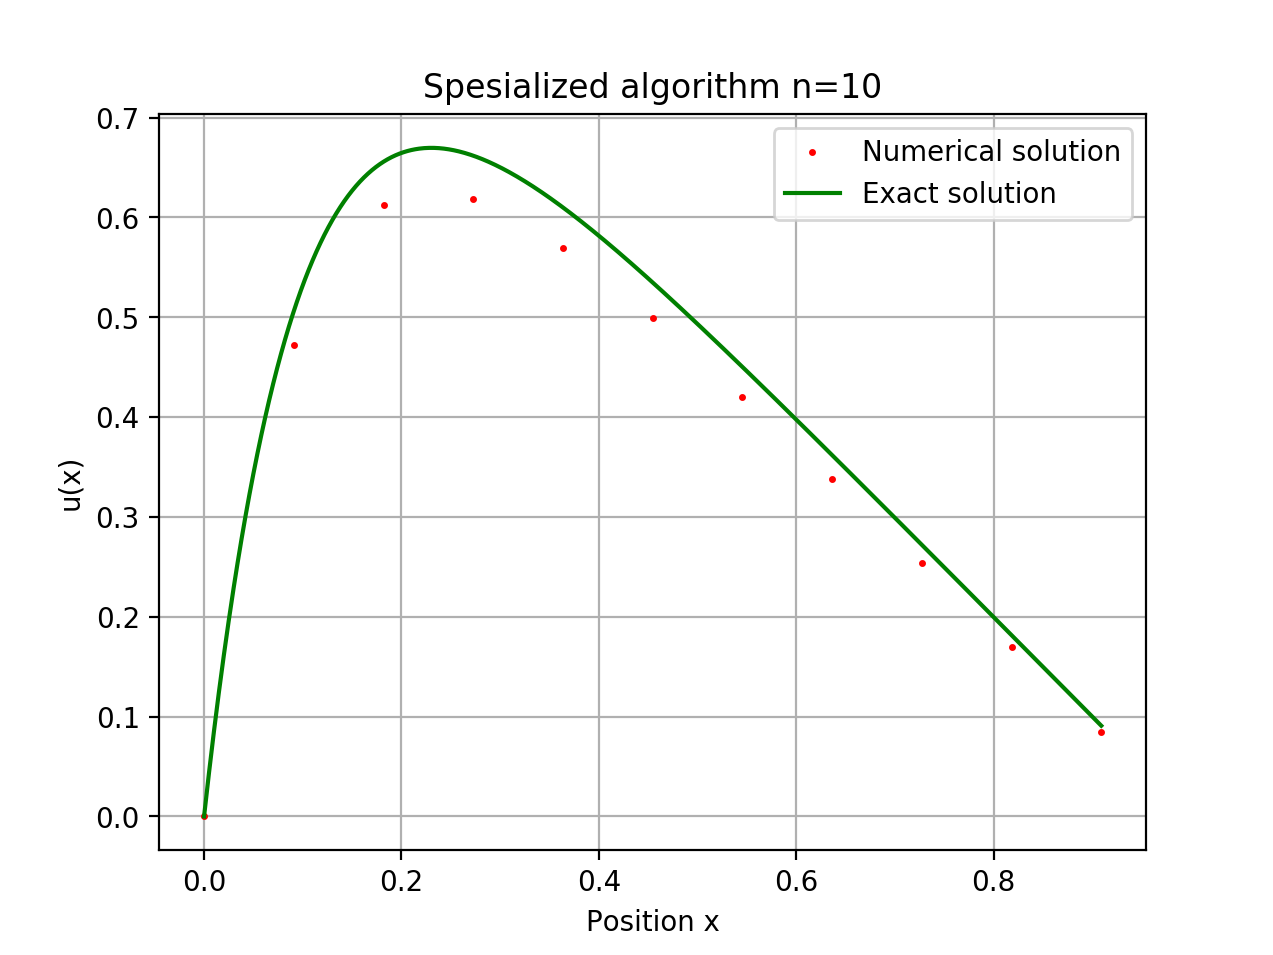 Spesialized algorithm n=10
Numerical solution
Exact solution
u(x)
0.7
0.6
0.5
0.4
0.3
0.2
0.1
0.0
0.0 0.2 0.4 0.6 0.8
Position x